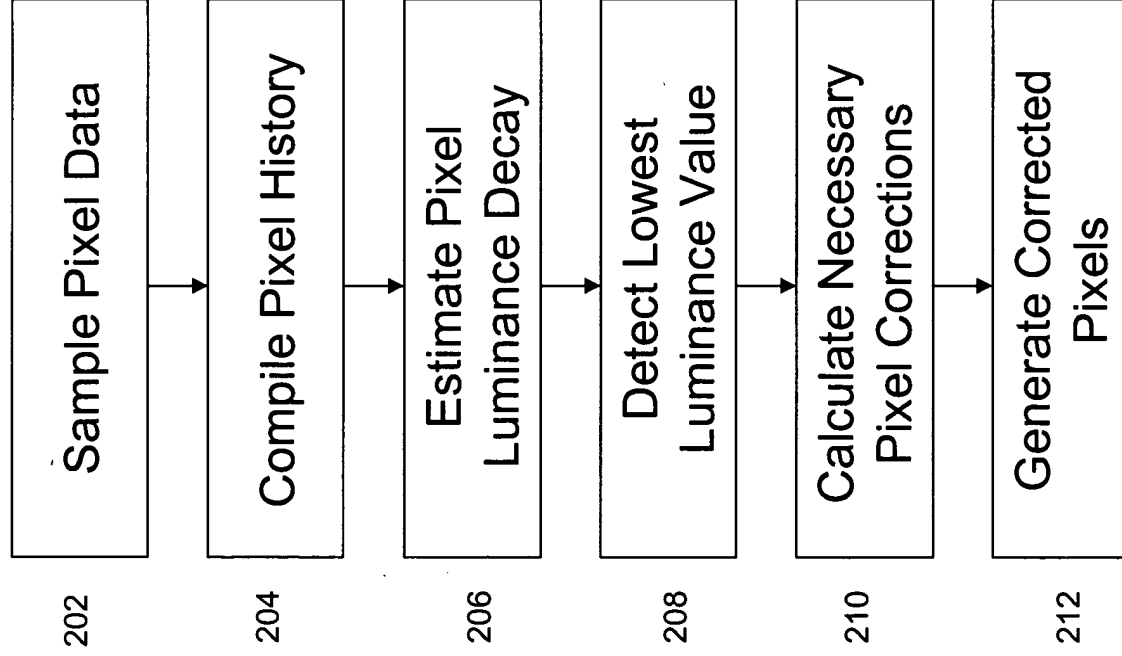 202
Sample Pixel Data
204
Compile Pixel History
206
Estimate Pixel
Luminance Decay
208
Detect Lowest
Luminance Value
210
Calculate Necessary
Pixel Corrections
212
Generate Corrected
Pixels